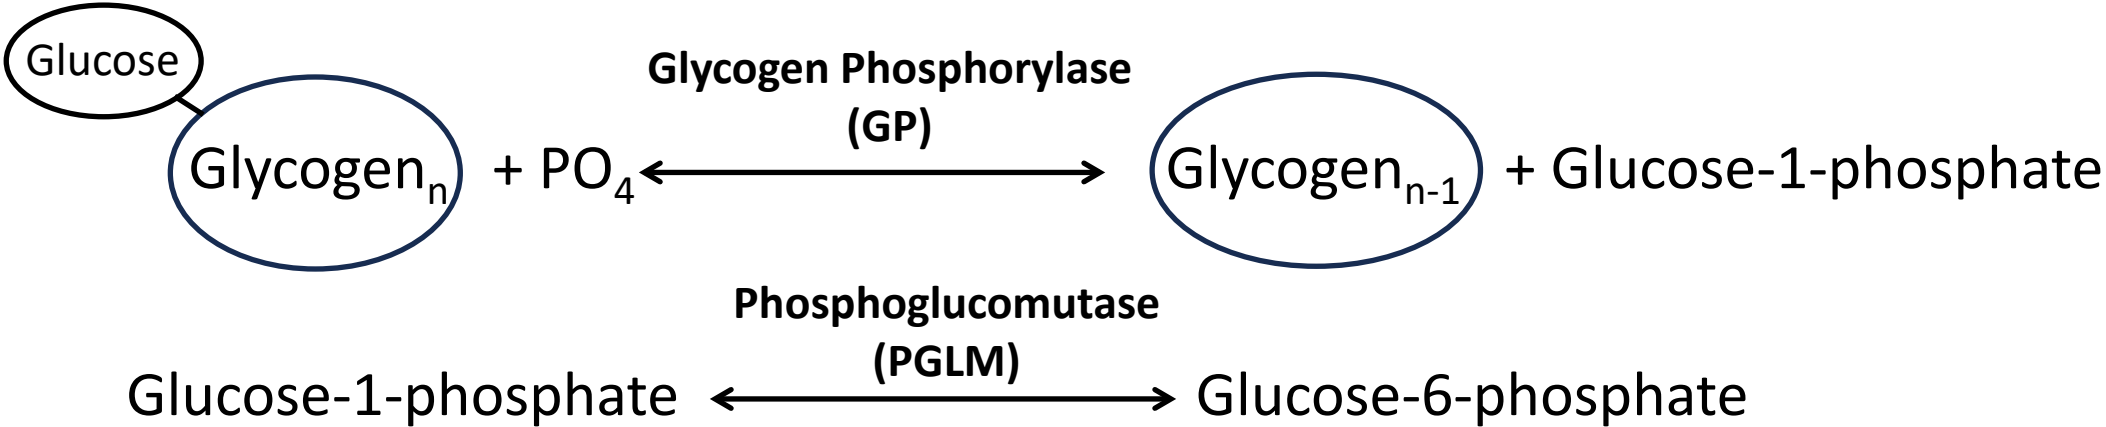 Glucose
Glycogen Phosphorylase
(GP)
Glycogenₙ + PO₄ Glycogenₙ₋₁ + Glucose-1-phosphate
Phosphoglucomutase
(PGLM)
Glucose-1-phosphate Glucose-6-phosphate